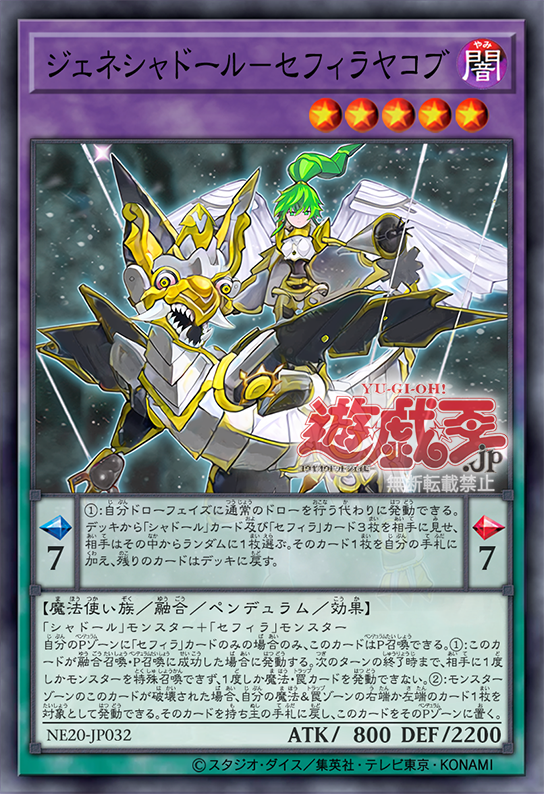 ジェネシャドール－セフィラヤコブ
やみ
闇
YU-GI-OH!
遊戯王.jp
無断転載禁止
①：自分ドローフェイズに通常のドローを行う代わりに発動できる。
デッキから「シャドール」カード及び「セフィラ」カード３枚を相手に見せ、
相手はその中からランダムに１枚選ぶ。そのカード１枚を自分の手札に
加え、残りのカードはデッキに戻す。
7
7
【魔法使い族／融合／ペンデュラム／効果】
「シャドール」モンスター＋「セフィラ」モンスター
自分のPゾーンに「セフィラ」カードのみの場合のみ、このカードはP召喚できる。①：このカ
ードが融合召喚・P召喚に成功した場合に発動する。次のターンの終了時まで、相手に１度
しかモンスターを特殊召喚できず、１度しか魔法・罠カードを発動できない。②：モンスター
ゾーンのこのカードが破壊された場合、自分の魔法＆罠ゾーンの右端か左端のカード１枚を
対象として発動できる。そのカードを持ち主の手札に戻し、このカードをそのPゾーンに置く。
NE20-JP032
ATK/ 800 DEF/2200
©スタジオ・ダイス／集英社・テレビ東京・KONAMI